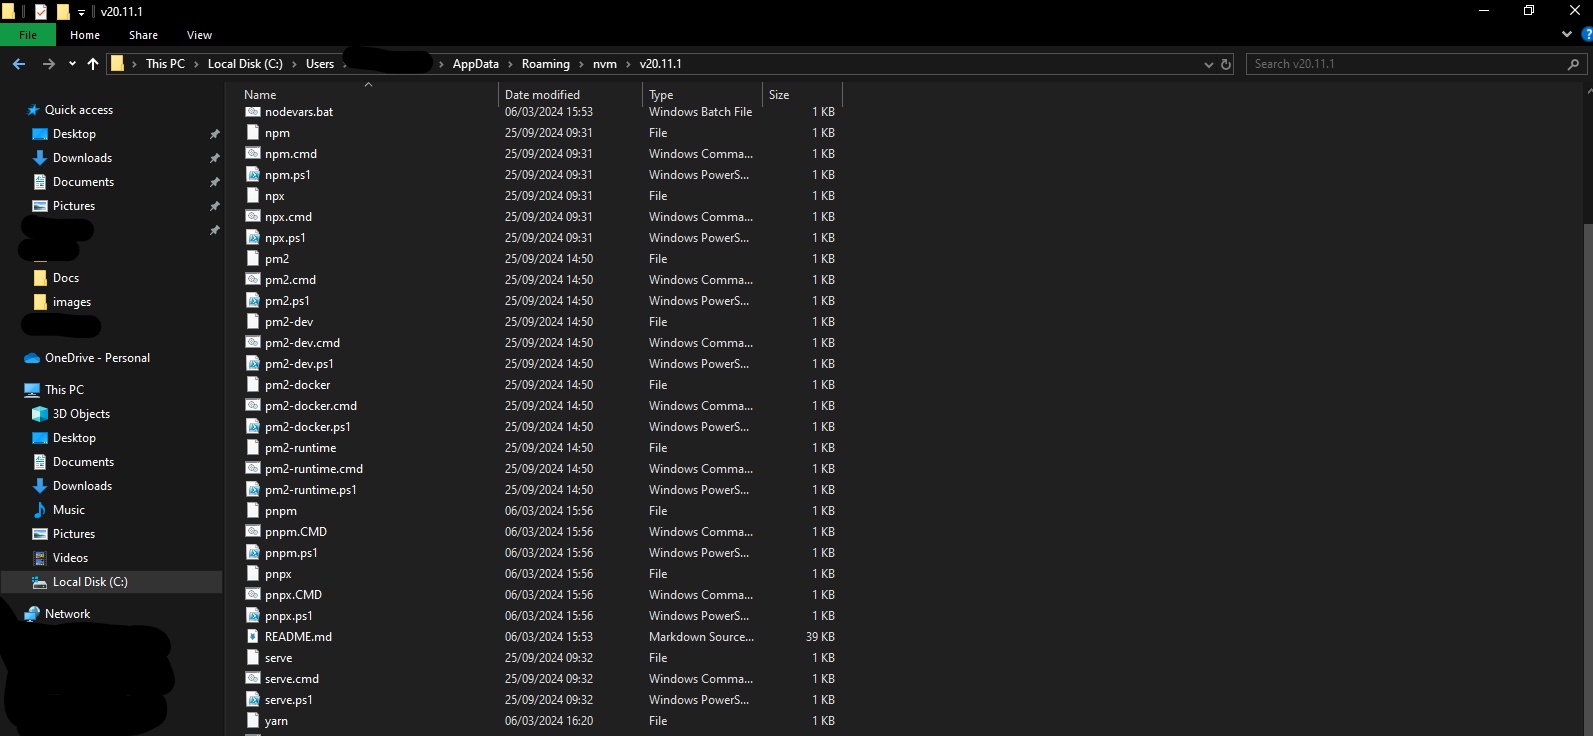 v20.11.1
File Home Share View
This PC Local Disk (C:) Users AppData Roaming nvm v20.11.1
Search v20.11.1
Quick access
Desktop
Downloads
Documents
Pictures
Docs
images
OneDrive - Personal
This PC
3D Objects
Desktop
Documents
Downloads
Music
Pictures
Videos
Local Disk (C:)
Network
Name Date modified Type Size
nodevars.bat 06/03/2024 15:53 Windows Batch File 1 KB
npm 25/09/2024 09:31 File 1 KB
npm.cmd 25/09/2024 09:31 Windows Comma... 1 KB
npm.ps1 25/09/2024 09:31 Windows PowerS... 1 KB
npx 25/09/2024 09:31 File 1 KB
npx.cmd 25/09/2024 09:31 Windows Comma... 1 KB
npx.ps1 25/09/2024 09:31 Windows PowerS... 1 KB
pm2 25/09/2024 14:50 File 1 KB
pm2.cmd 25/09/2024 14:50 Windows Comma... 1 KB
pm2.ps1 25/09/2024 14:50 Windows PowerS... 1 KB
pm2-dev 25/09/2024 14:50 File 1 KB
pm2-dev.cmd 25/09/2024 14:50 Windows Comma... 1 KB
pm2-dev.ps1 25/09/2024 14:50 Windows PowerS... 1 KB
pm2-docker 25/09/2024 14:50 File 1 KB
pm2-docker.cmd 25/09/2024 14:50 Windows Comma... 1 KB
pm2-docker.ps1 25/09/2024 14:50 Windows PowerS... 1 KB
pm2-runtime 25/09/2024 14:50 File 1 KB
pm2-runtime.cmd 25/09/2024 14:50 Windows Comma... 1 KB
pm2-runtime.ps1 25/09/2024 14:50 Windows PowerS... 1 KB
pnpm 06/03/2024 15:56 File 1 KB
pnpm.CMD 06/03/2024 15:56 Windows Comma... 1 KB
pnpm.ps1 06/03/2024 15:56 Windows PowerS... 1 KB
pnpx 06/03/2024 15:56 File 1 KB
pnpx.CMD 06/03/2024 15:56 Windows Comma... 1 KB
pnpx.ps1 06/03/2024 15:56 Windows PowerS... 1 KB
README.md 06/03/2024 15:53 Markdown Source... 39 KB
serve 25/09/2024 09:32 File 1 KB
serve.cmd 25/09/2024 09:32 Windows Comma... 1 KB
serve.ps1 25/09/2024 09:32 Windows PowerS... 1 KB
yarn 06/03/2024 16:20 File 1 KB